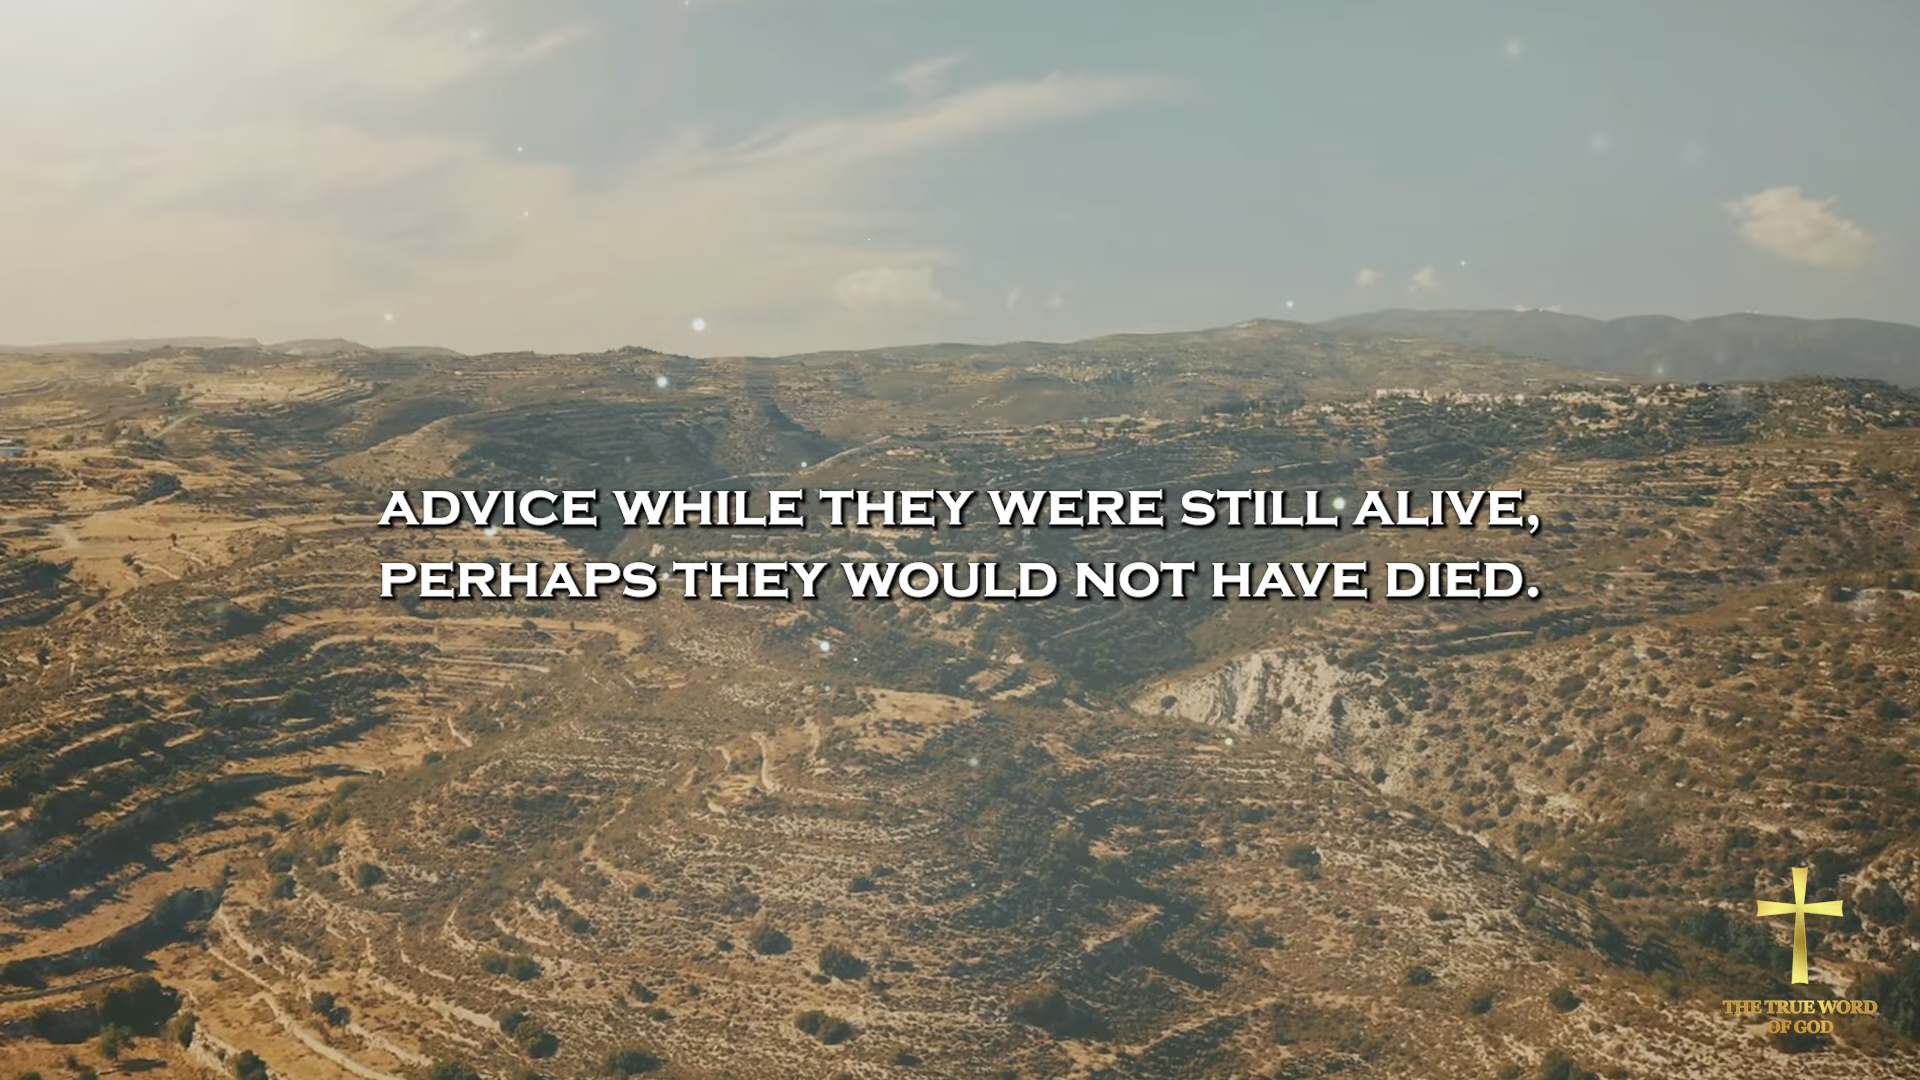 ADVICE WHILE THEY WERE STILL ALIVE,
PERHAPS THEY WOULD NOT HAVE DIED.
THE TRUE WORD
OF GOD